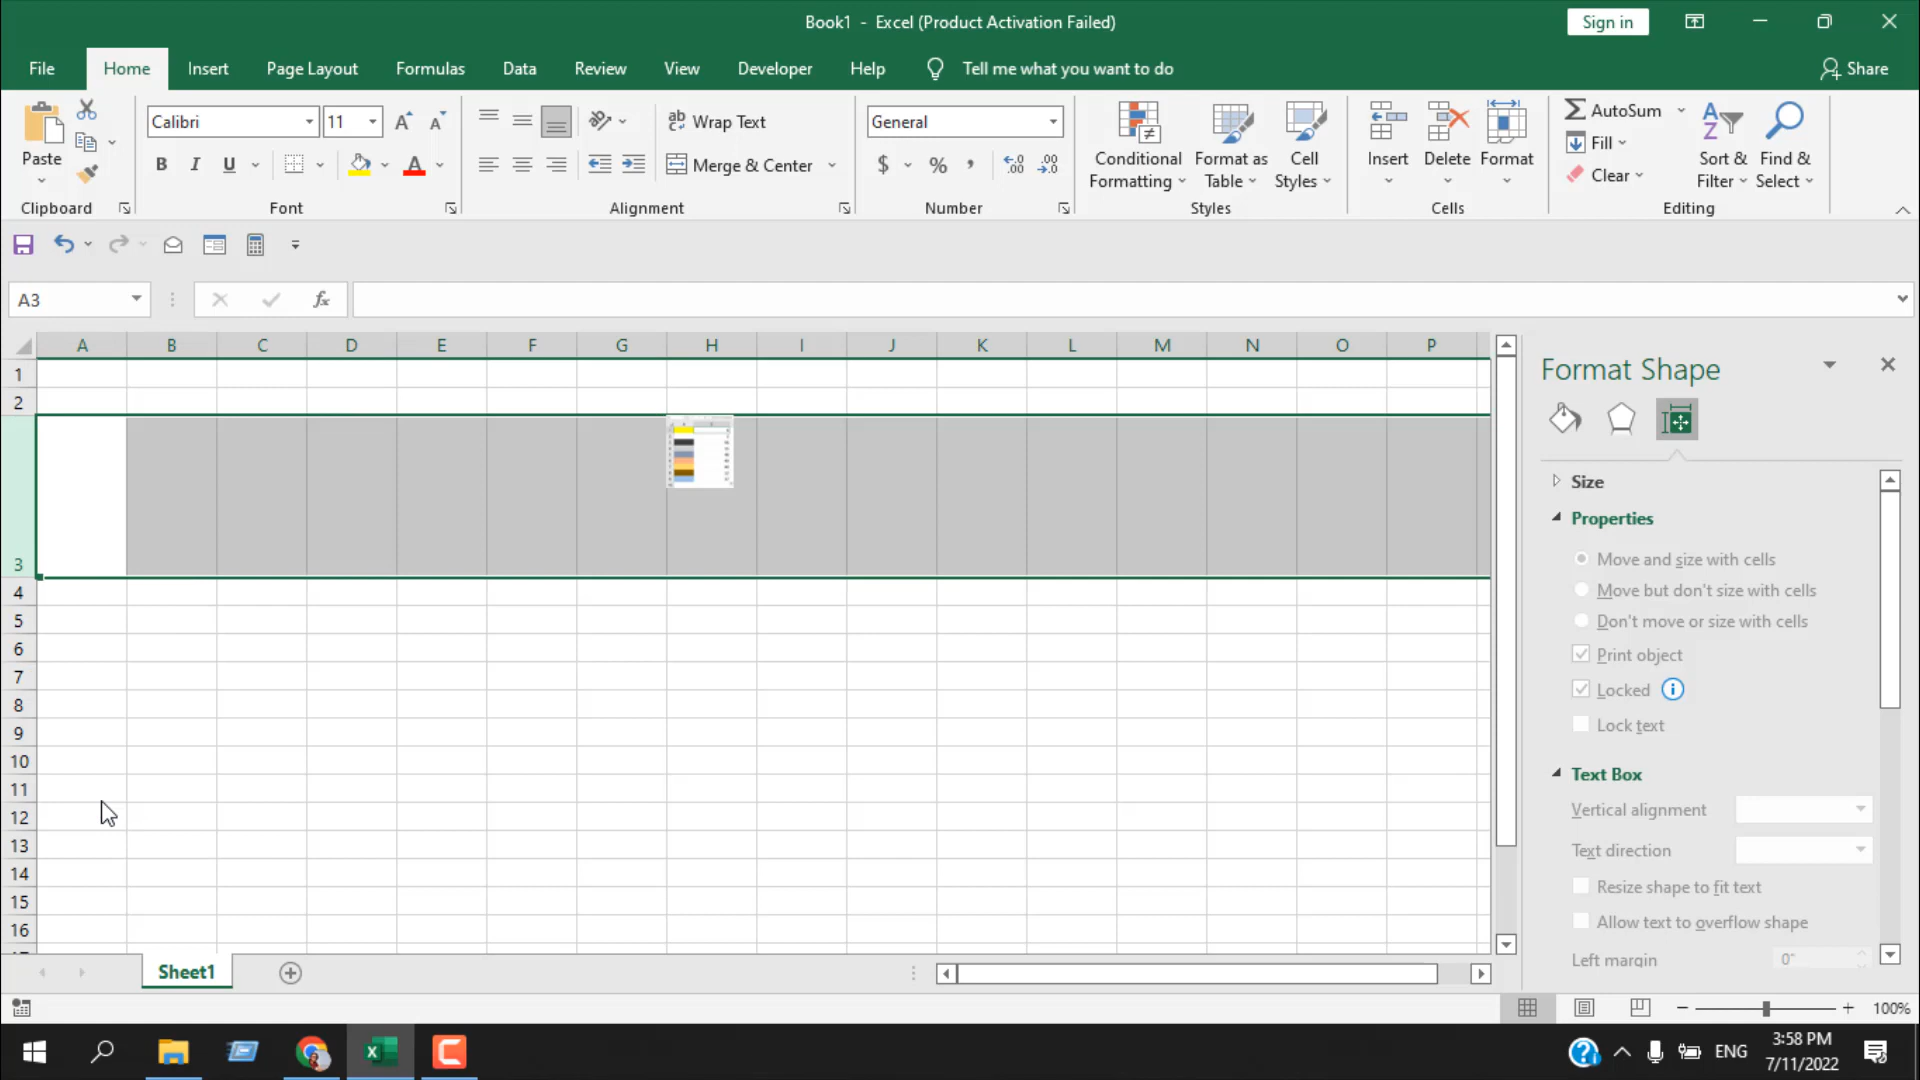 Book1 - Excel (Product Activation Failed)
Sign in
File Home Insert Page Layout Formulas Data Review View Developer Help Tell me what you want to do Share
Paste
Clipboard
Calibri 11
B I U A
Font
ab Wrap Text
Merge & Center
Alignment
General
$ % ,
Number
Conditional Formatting
Format as Table
Cell Styles
Styles
Insert Delete Format
Cells
AutoSum
Fill
Clear
Sort & Filter
Find & Select
Editing
A3
fx
A B C D E F G H I J K L M N O P
1
2
3
4
5
6
7
8
9
10
11
12
13
14
15
16
Format Shape
Size
Properties
Move and size with cells
Move but don't size with cells
Don't move or size with cells
Print object
Locked
Lock text
Text Box
Vertical alignment
Text direction
Resize shape to fit text
Allow text to overflow shape
Left margin 0"
Sheet1
100%
ENG
3:58 PM
7/11/2022